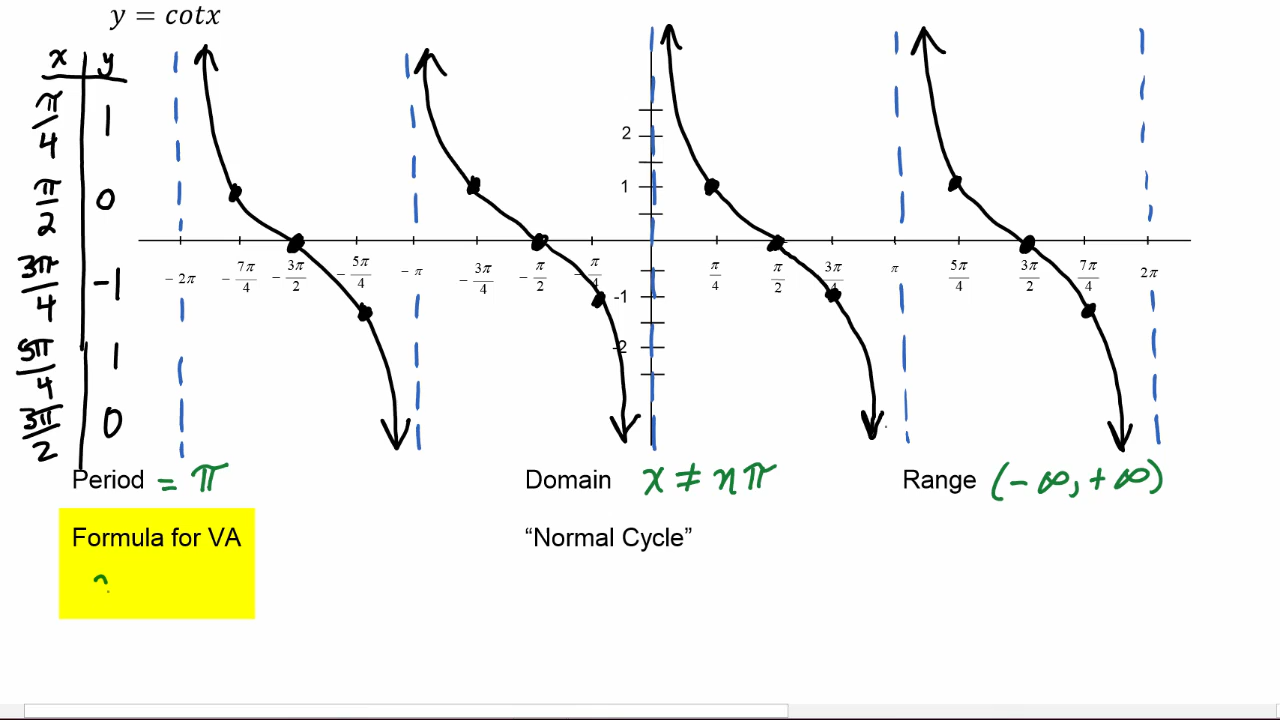 y = cotx
x y
π/4 1
π/2 0
3π/4 -1
5π/4 1
3π/2 0
2
1
-1
-2
-2π -7π/4 -3π/2 -5π/4 -π -3π/4 -π/2 -π/4 π/4 π/2 3π/4 π 5π/4 3π/2 7π/4 2π
Period = π Domain x ≠ nπ Range (-∞, +∞)
Formula for VA “Normal Cycle”